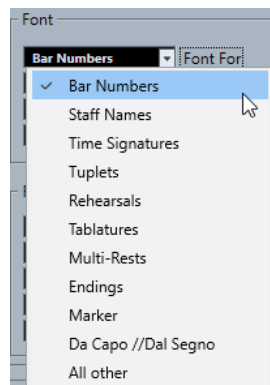 Font
Bar Numbers Font For
Bar Numbers
Staff Names
Time Signatures
Tuplets
Rehearsals
Tablatures
Multi-Rests
Endings
Marker
Da Capo //Dal Segno
All other